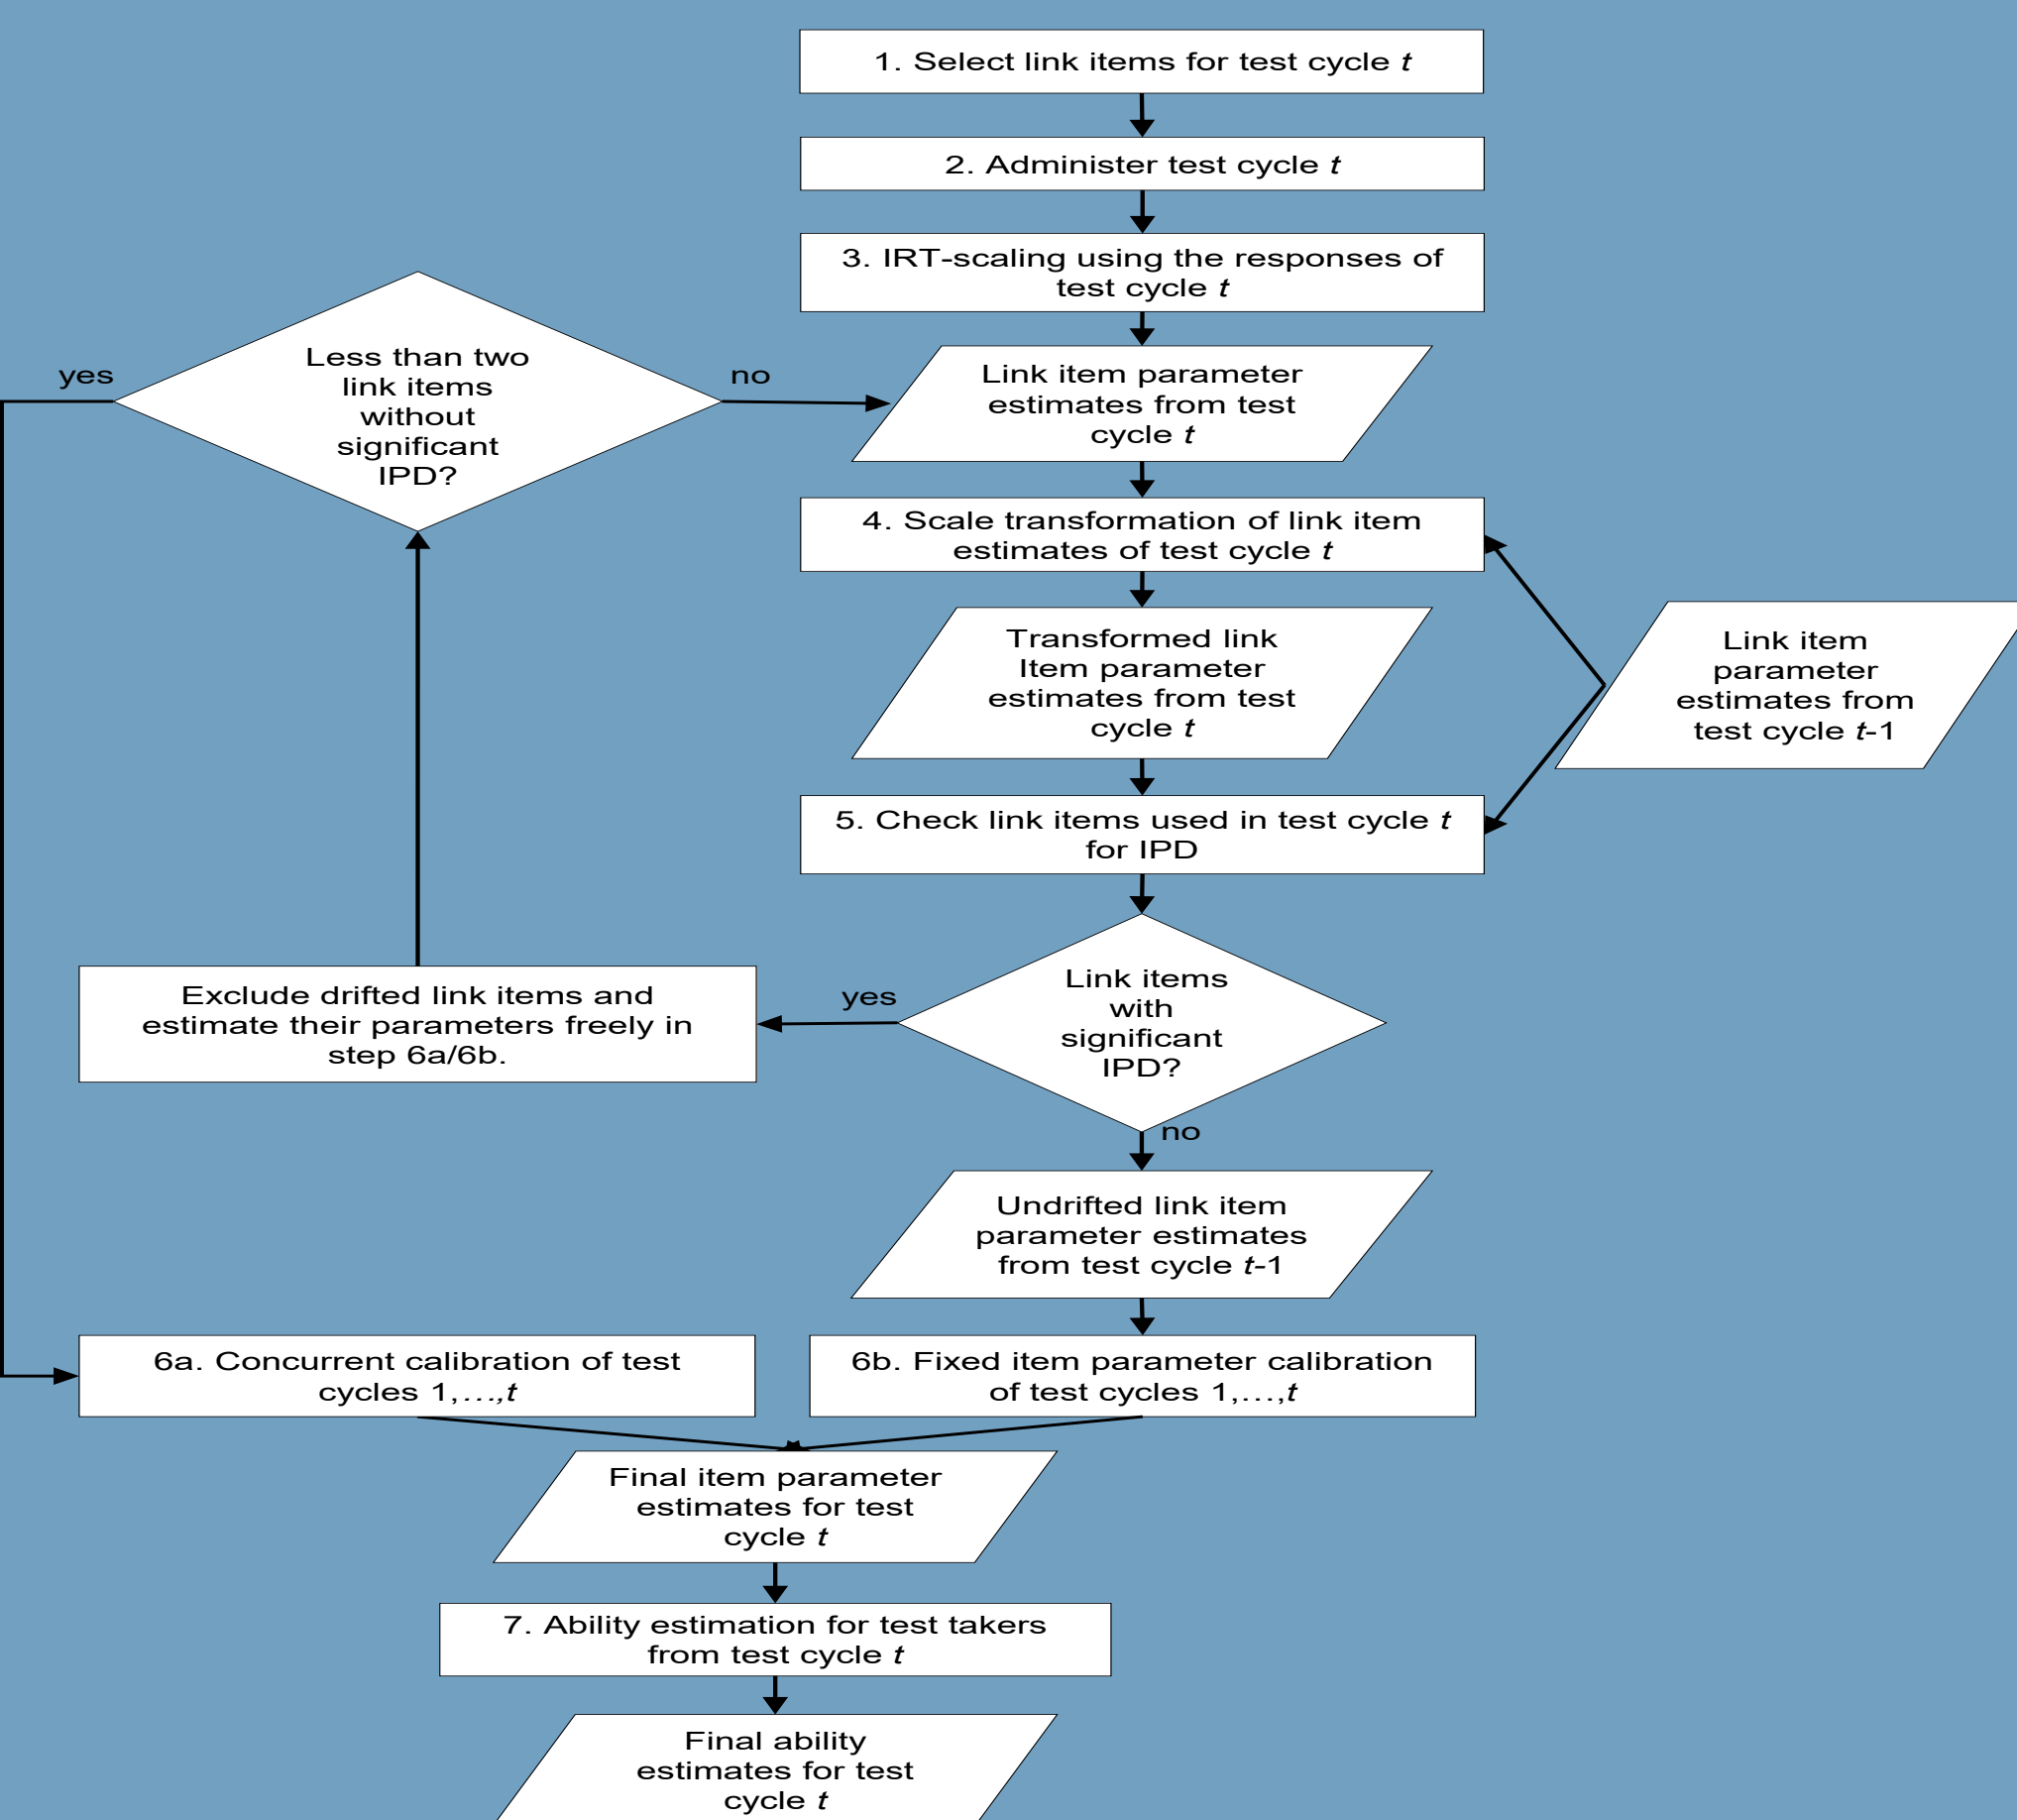 1. Select link items for test cycle t
2. Administer test cycle t
3. IRT-scaling using the responses of
test cycle t
Less than two
link items
without
significant
IPD?
yes
no
Link item parameter
estimates from test
cycle t
4. Scale transformation of link item
estimates of test cycle t
Transformed link
Item parameter
estimates from test
cycle t
Link item
parameter
estimates from
test cycle t-1
5. Check link items used in test cycle t
for IPD
Link items
with
significant
IPD?
yes
no
Exclude drifted link items and
estimate their parameters freely in
step 6a/6b.
Undrifted link item
parameter estimates
from test cycle t-1
6a. Concurrent calibration of test
cycles 1,…,t
6b. Fixed item parameter calibration
of test cycles 1,…,t
Final item parameter
estimates for test
cycle t
7. Ability estimation for test takers
from test cycle t
Final ability
estimates for test
cycle t